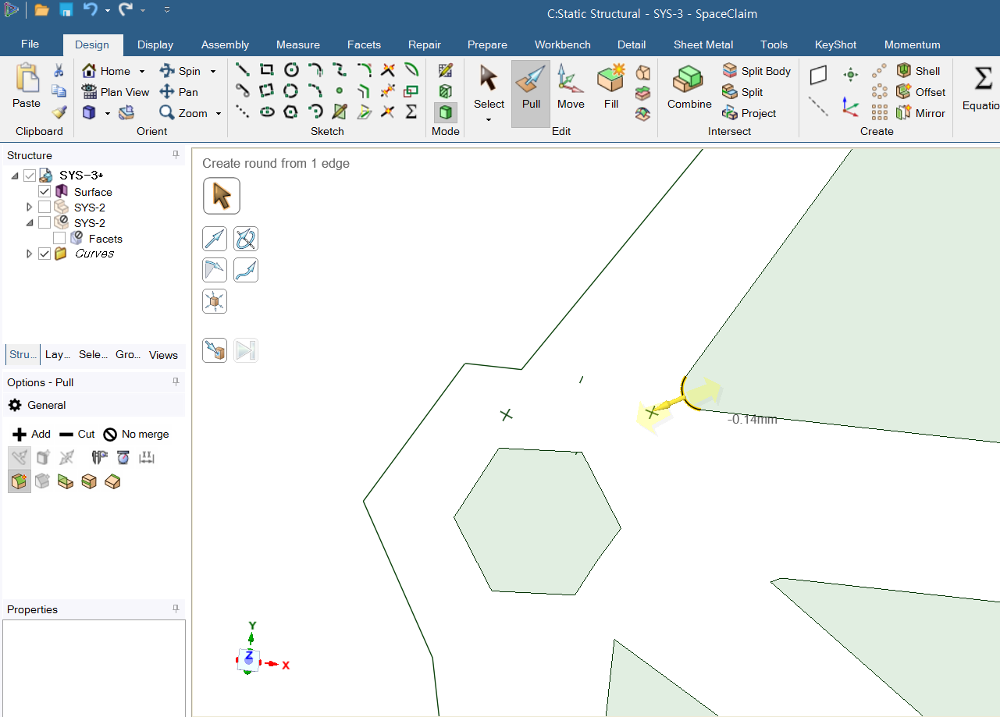 C:Static Structural - SYS-3 - SpaceClaim
File Design Display Assembly Measure Facets Repair Prepare Workbench Detail Sheet Metal Tools KeyShot Momentum
Home Spin Split Body Shell
Plan View Pan Split Offset
Paste Select Pull Move Fill Combine Equatio
Zoom Project Mirror
Clipboard Orient Sketch Mode Edit Intersect Create
Structure
SYS-3*
Surface
SYS-2
SYS-2
Facets
Curves
Stru... Lay... Sele... Gro... Views
Options - Pull
General
Add Cut No merge
Properties
Create round from 1 edge
-0.14mm
Y
Z
X